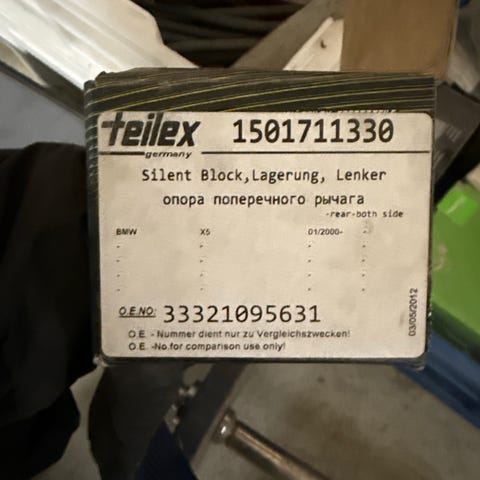 teilex 1501711330
germany
Silent Block,Lagerung, Lenker
опора поперечного рычага
-rear-both side
BMW X5 01/2000- -
- - - -
- - - -
- - - -
- - - -
O.E.NO: 33321095631
O.E. - Nummer dient nur zu Vergleichszwecken!
O.E. -No.for comparison use only!
03/05/2012